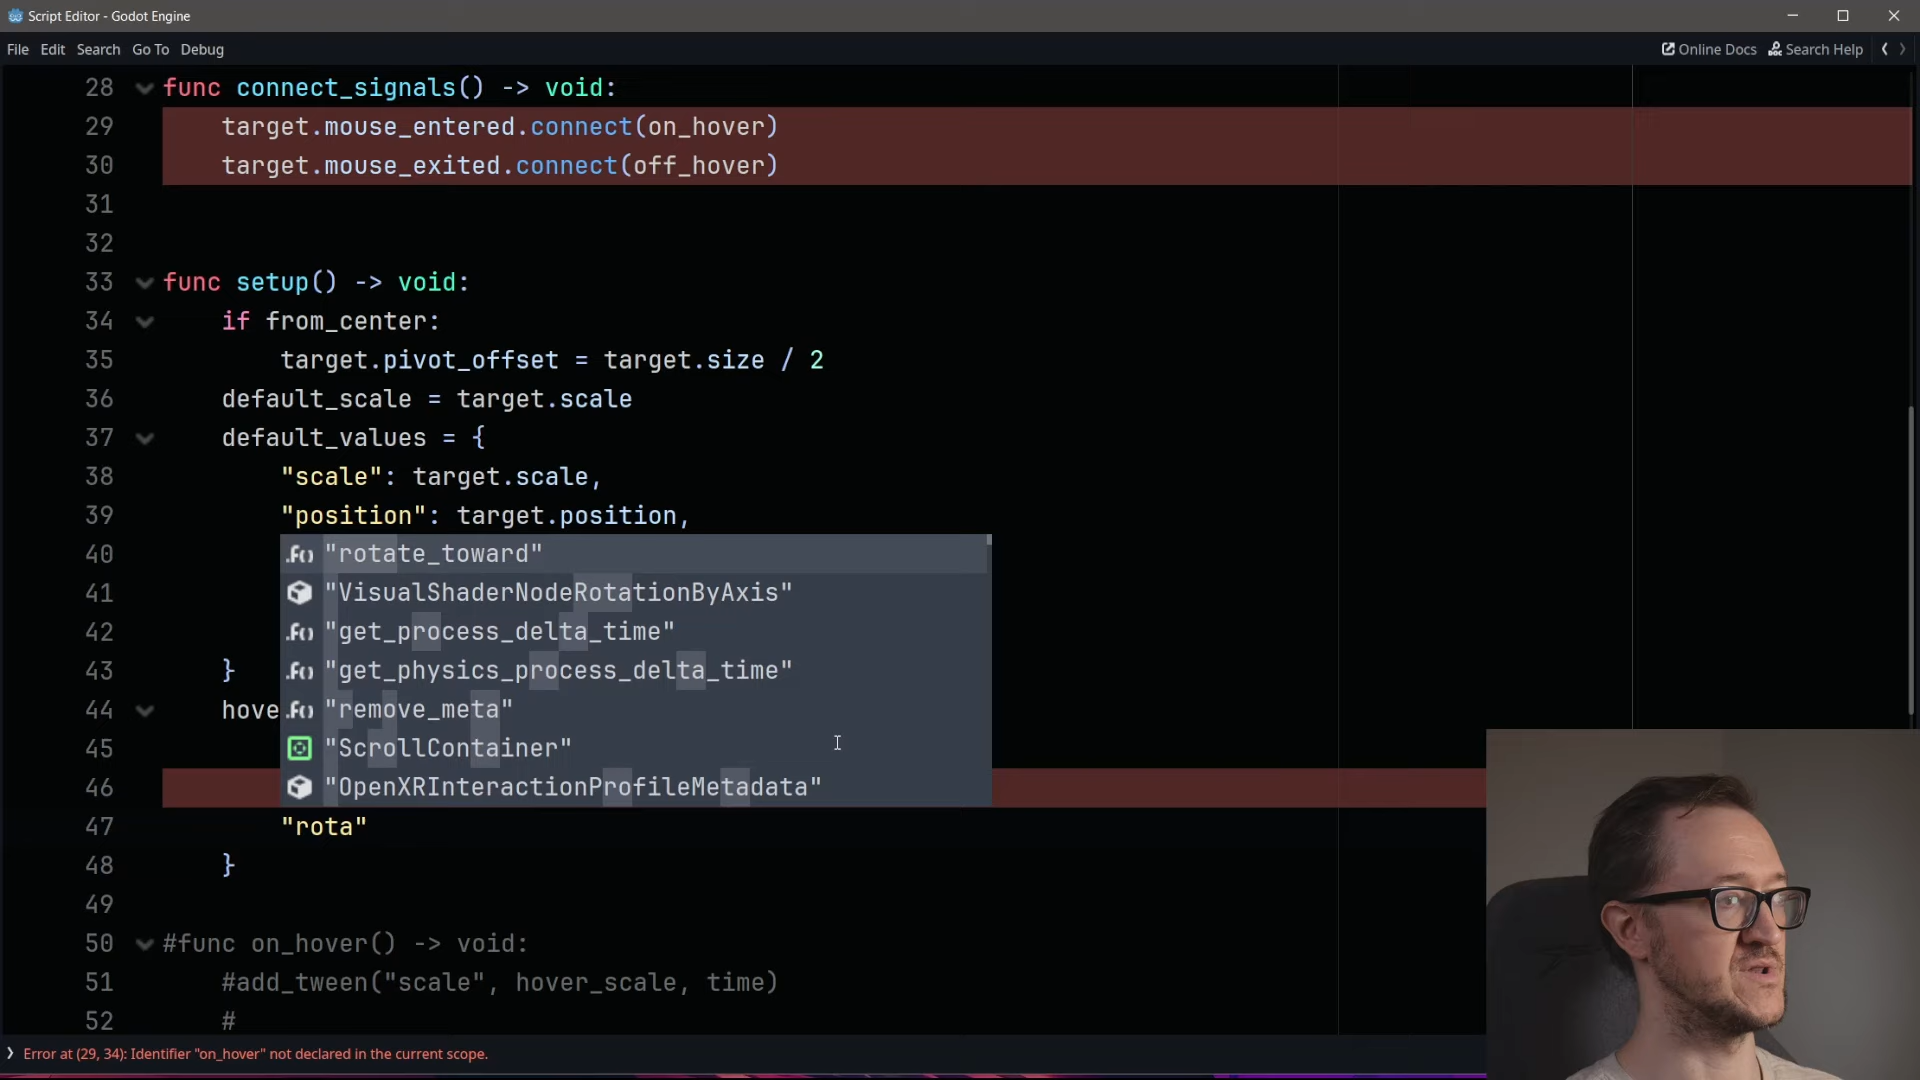 Script Editor - Godot Engine
File Edit Search Go To Debug Online Docs Search Help
28 func connect_signals() -> void:
29 target.mouse_entered.connect(on_hover)
30 target.mouse_exited.connect(off_hover)
31
32
33 func setup() -> void:
34 if from_center:
35 target.pivot_offset = target.size / 2
36 default_scale = target.scale
37 default_values = {
38 "scale": target.scale,
39 "position": target.position,
40 "rotate_toward"
41 "VisualShaderNodeRotationByAxis"
42 "get_process_delta_time"
43 } "get_physics_process_delta_time"
44 hove "remove_meta"
45 "ScrollContainer"
46 "OpenXRInteractionProfileMetadata"
47 "rota"
48 }
49
50 #func on_hover() -> void:
51 #add_tween("scale", hover_scale, time)
52 #
Error at (29, 34): Identifier "on_hover" not declared in the current scope.